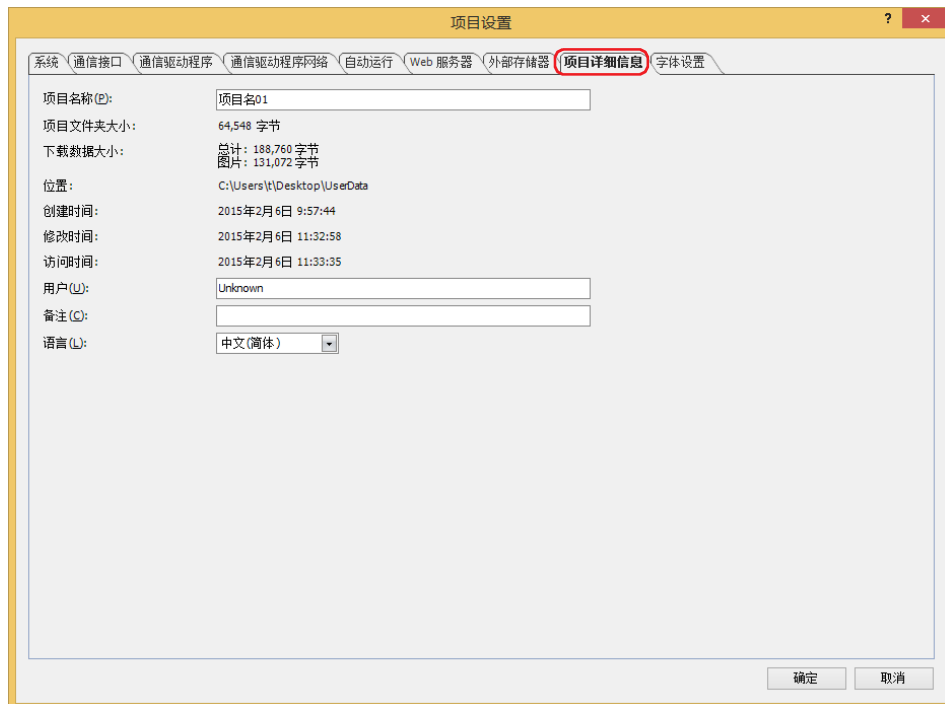 项目设置
? ×
系统 通信接口 通信驱动程序 通信驱动程序网络 自动运行 Web 服务器 外部存储器 项目详细信息 字体设置
项目名称(P): 项目名01
项目文件夹大小: 64,548 字节
下载数据大小: 总计: 188,760 字节
图片: 131,072 字节
位置: C:\Users\t\Desktop\UserData
创建时间: 2015年2月6日 9:57:44
修改时间: 2015年2月6日 11:32:58
访问时间: 2015年2月6日 11:33:35
用户(U): Unknown
备注(C):
语言(L): 中文(简体)
确定 取消